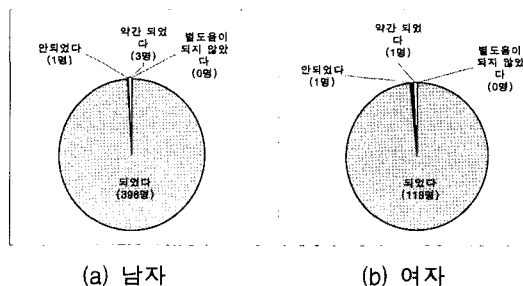 안되었다
(1명)
약간 되었
다
(3명)
별도움이
되지 않았
다
(0명)
되었다
(396명)
안되었다
(1명)
약간 되었
다
(1명)
별도움이
되지 않았
다
(0명)
되었다
(118명)
(a) 남자
(b) 여자